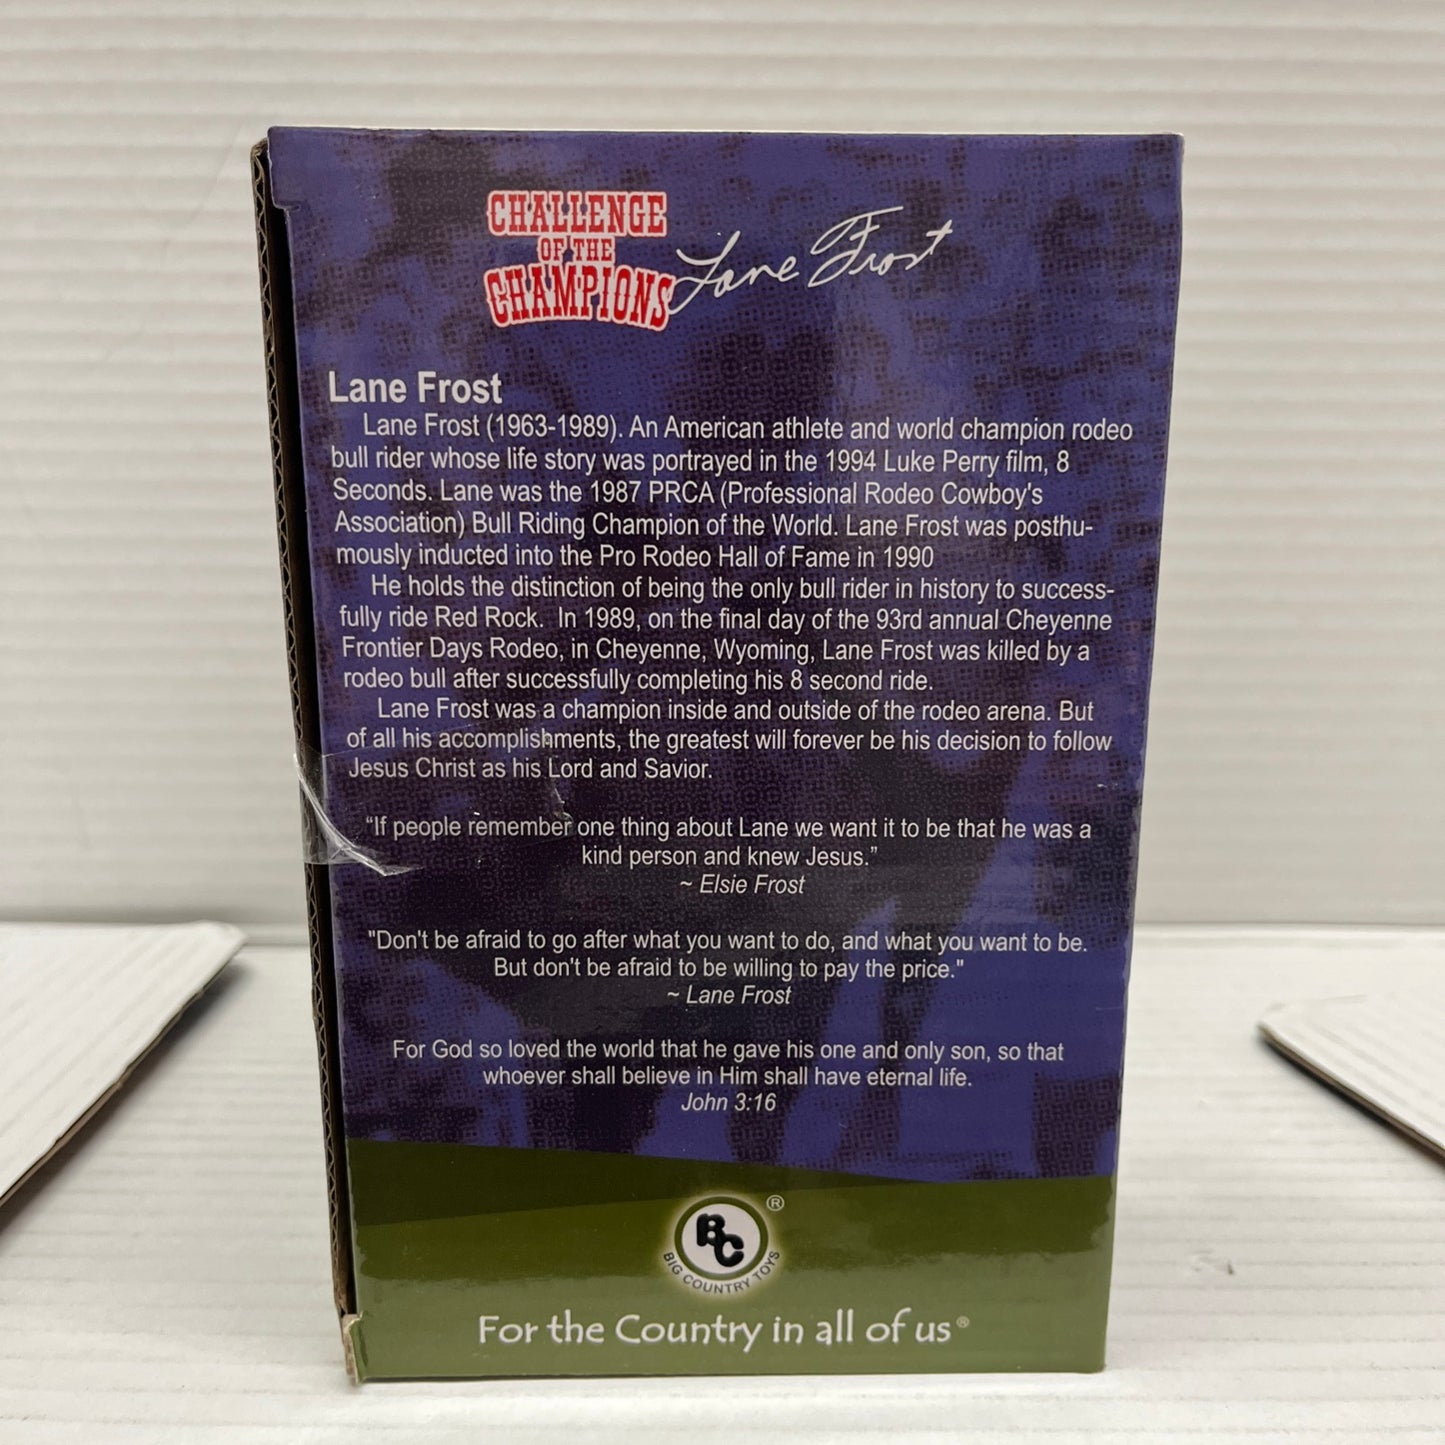 CHALLENGE
OF THE
CHAMPIONS
Lane Frost
Lane Frost
Lane Frost (1963-1989). An American athlete and world champion rodeo
bull rider whose life story was portrayed in the 1994 Luke Perry film, 8
Seconds. Lane was the 1987 PRCA (Professional Rodeo Cowboy's
Association) Bull Riding Champion of the World. Lane Frost was posthu-
mously inducted into the Pro Rodeo Hall of Fame in 1990
He holds the distinction of being the only bull rider in history to success-
fully ride Red Rock. In 1989, on the final day of the 93rd annual Cheyenne
Frontier Days Rodeo, in Cheyenne, Wyoming, Lane Frost was killed by a
rodeo bull after successfully completing his 8 second ride.
Lane Frost was a champion inside and outside of the rodeo arena. But
of all his accomplishments, the greatest will forever be his decision to follow
Jesus Christ as his Lord and Savior.
“If people remember one thing about Lane we want it to be that he was a
kind person and knew Jesus.”
~ Elsie Frost
"Don't be afraid to go after what you want to do, and what you want to be.
But don't be afraid to be willing to pay the price."
~ Lane Frost
For God so loved the world that he gave his one and only son, so that
whoever shall believe in Him shall have eternal life.
John 3:16
BC ®
BIG COUNTRY TOYS
For the Country in all of us ®